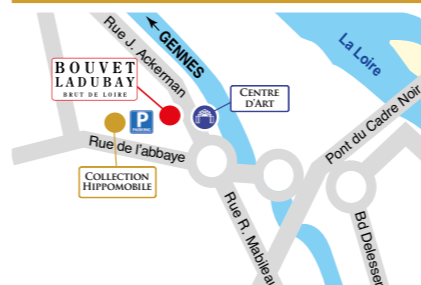 GENNES
Rue J. Ackerman
La Loire
BOUVET
LADUBAY
BRUT DE LOIRE
CENTRE
D'ART
P
PARKING
Pont du Cadre Noir
Rue de l'abbaye
COLLECTION
HIPPOMOBILE
Rue R. Mabileau
Bd Delesser